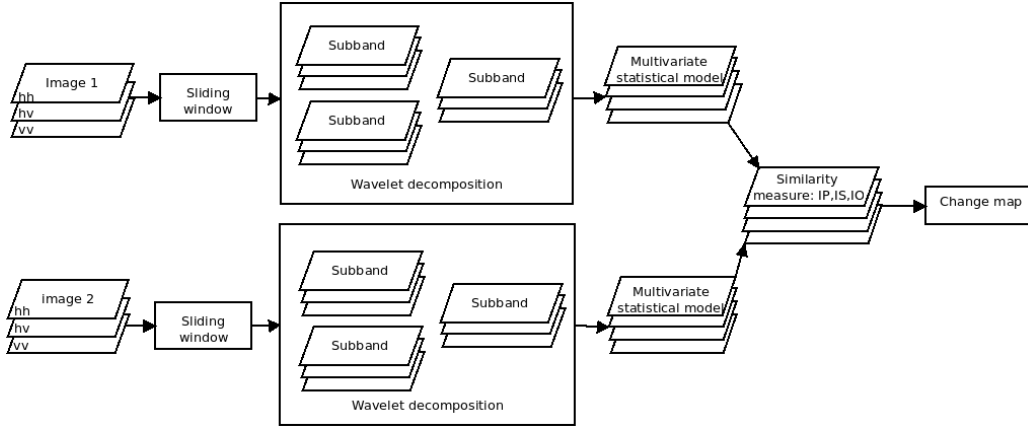 Image 1
hh
hv
vv
Sliding
window
Subband
Subband
Subband
Wavelet decomposition
Multivariate
statistical model
Similarity
measure: IP,IS,IO
Change map
image 2
hh
hv
vv
Sliding
window
Subband
Subband
Subband
Wavelet decomposition
Multivariate
statistical model